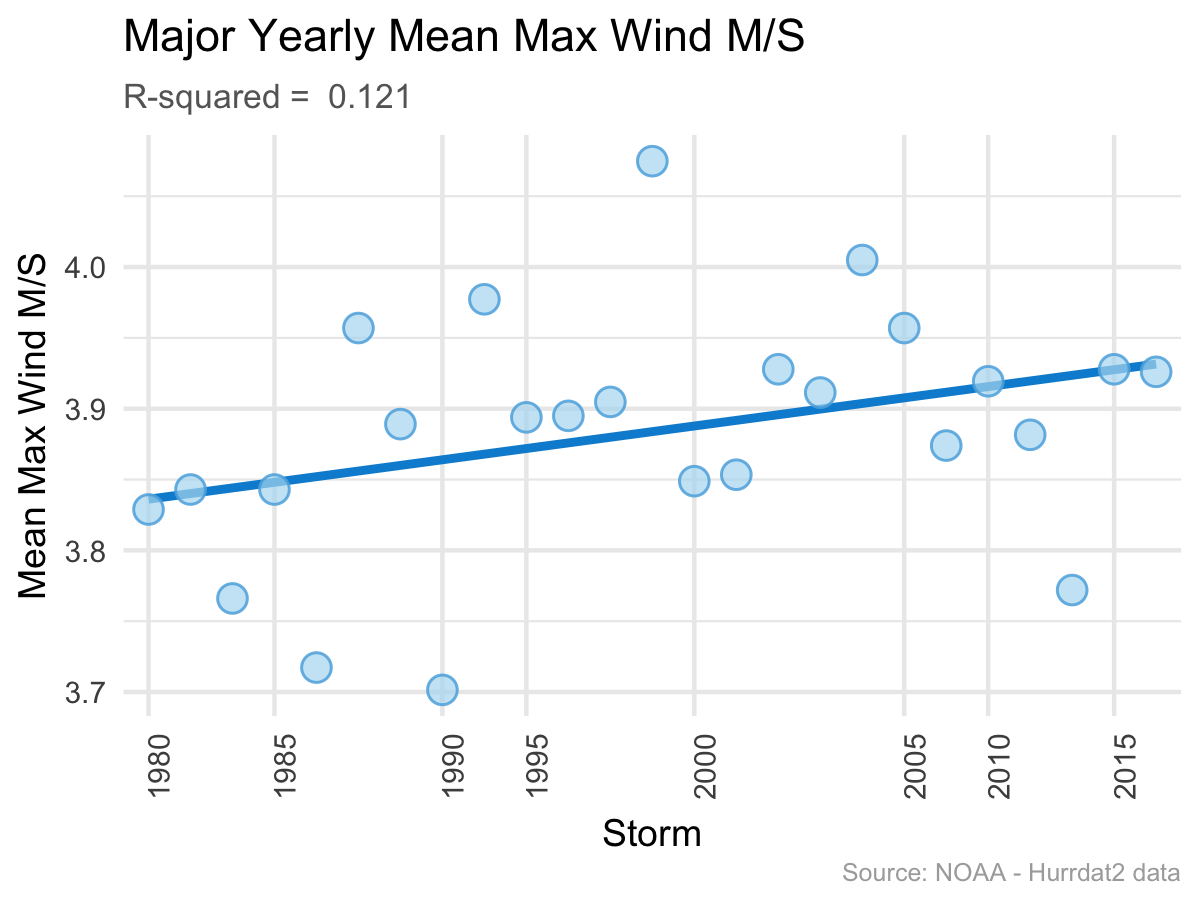 Major Yearly Mean Max Wind M/S
R-squared =  0.121
Mean Max Wind M/S
4.0
3.9
3.8
3.7
1980
1985
1990
1995
2000
2005
2010
2015
Storm
Source: NOAA - Hurrdat2 data